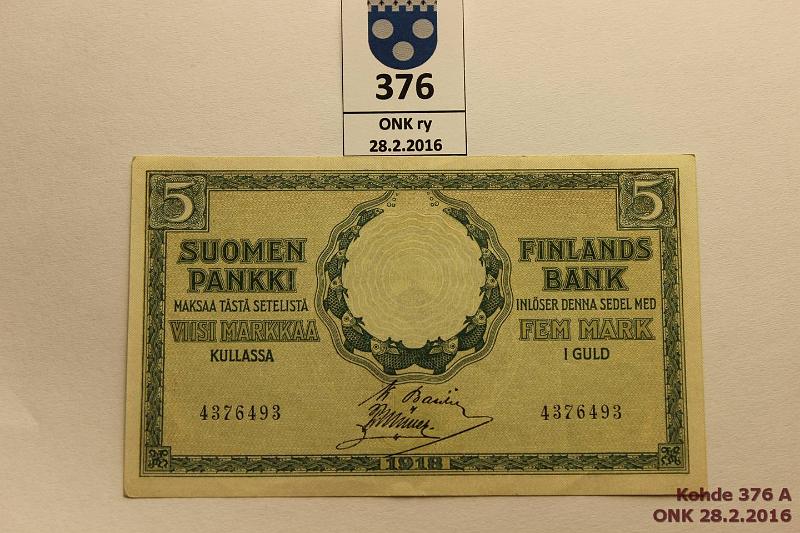 376
ONK ry
28.2.2016
5
5
SUOMEN
PANKKI
MAKSAA TÄSTÄ SETELISTÄ
VIISI MARKKAA
KULLASSA
4376493
FINLANDS
BANK
INLÖSER DENNA SEDEL MED
FEM MARK
I GULD
4376493
1918
Kohde 376 A
ONK 28.2.2016